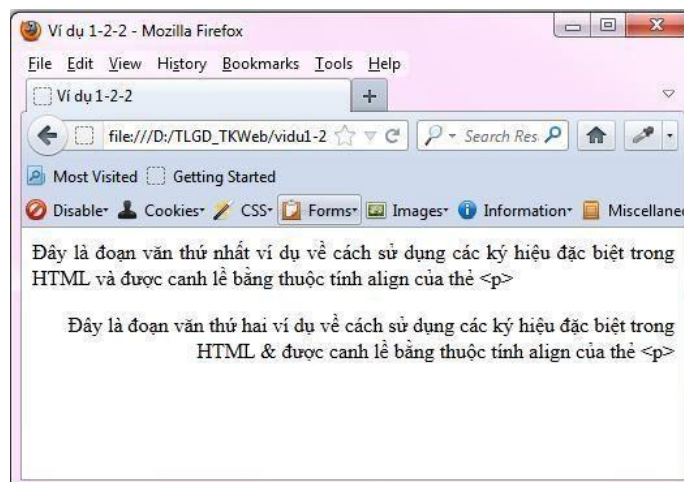 Ví dụ 1-2-2 - Mozilla Firefox
File Edit View History Bookmarks Tools Help
Ví dụ 1-2-2
file:///D:/TLGD_TKWeb/vidu1-2 Search Res
Most Visited Getting Started
Disable Cookies CSS Forms Images Information Miscellane
Đây là đoạn văn thứ nhất ví dụ về cách sử dụng các ký hiệu đặc biệt trong
HTML và được canh lề bằng thuộc tính align của thẻ <p>
Đây là đoạn văn thứ hai ví dụ về cách sử dụng các ký hiệu đặc biệt trong
HTML & được canh lề bằng thuộc tính align của thẻ <p>